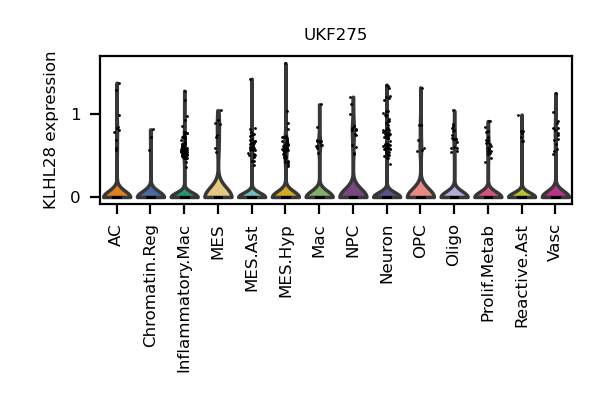 UKF275
KLHL28 expression
1
0
AC
Chromatin.Reg
Inflammatory.Mac
MES
MES.Ast
MES.Hyp
Mac
NPC
Neuron
OPC
Oligo
Prolif.Metab
Reactive.Ast
Vasc